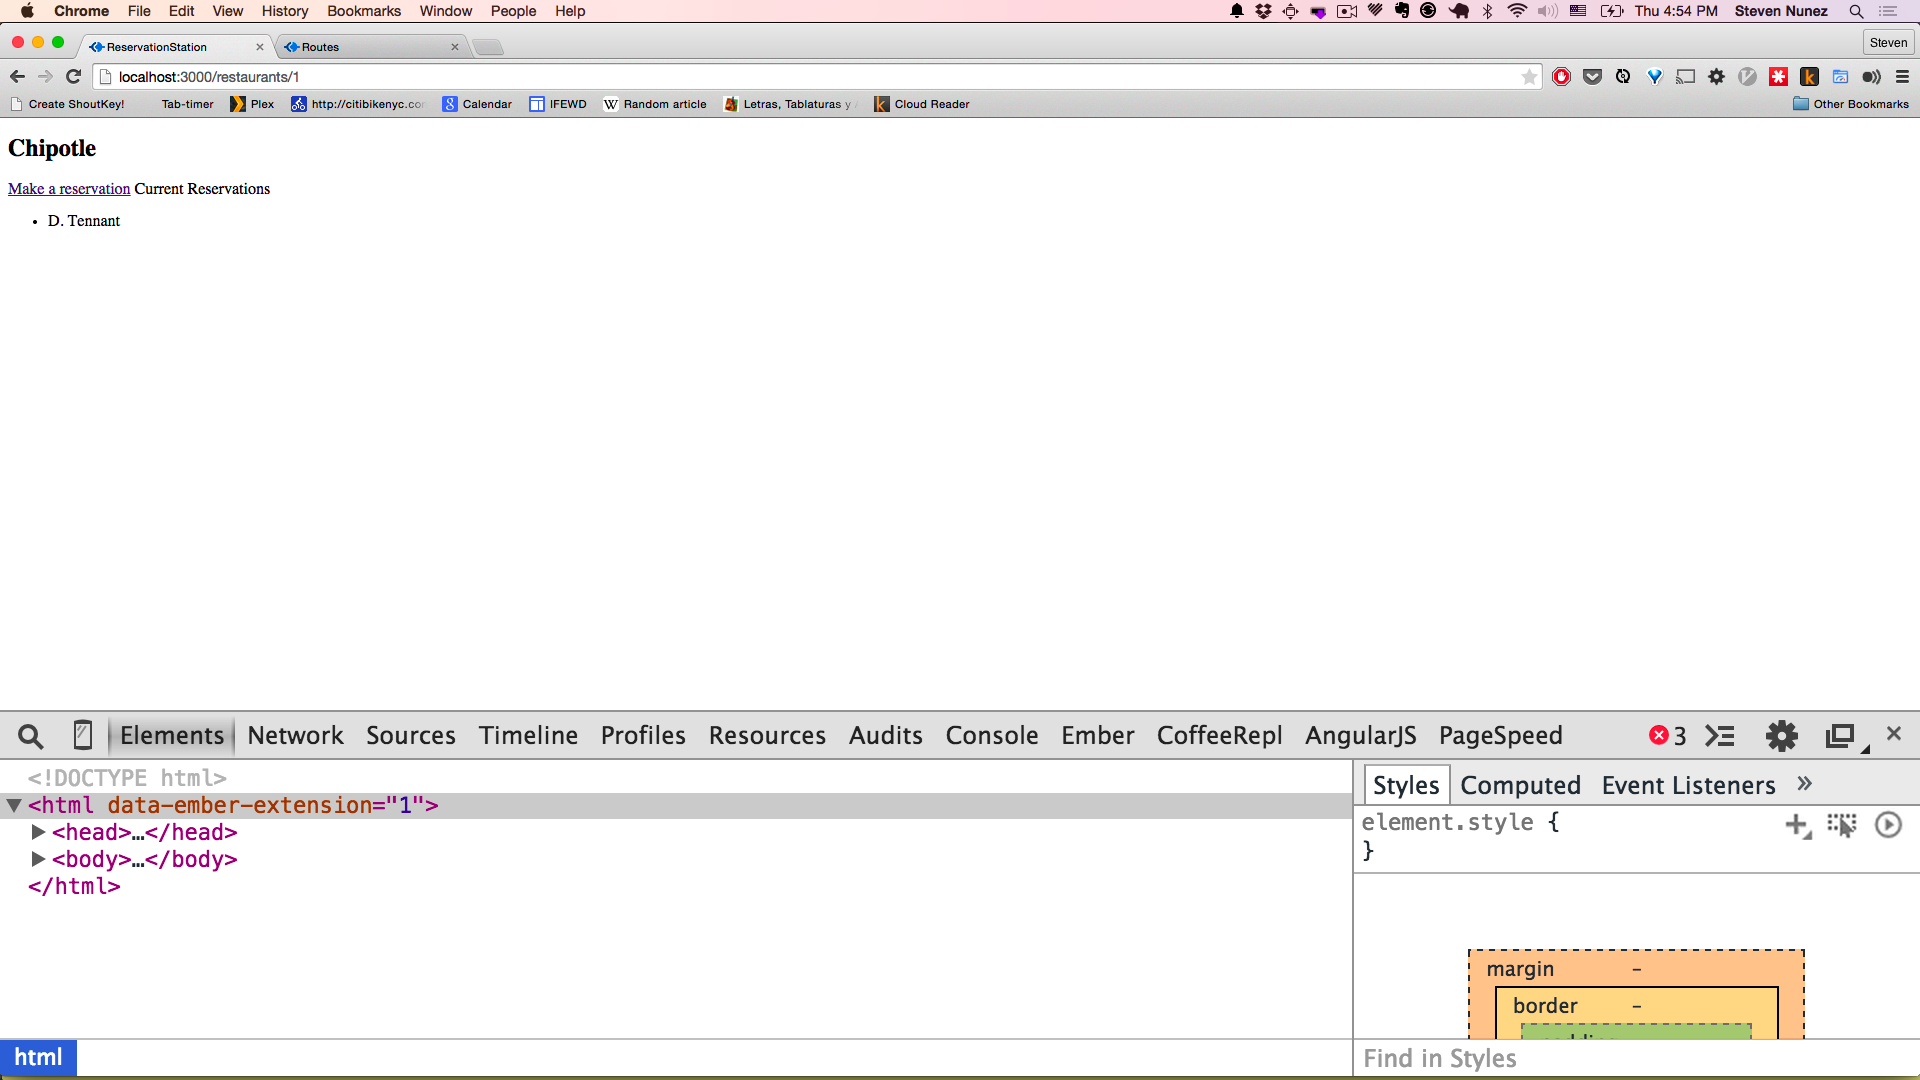 Chrome File Edit View History Bookmarks Window People Help Thu 4:54 PM Steven Nunez
ReservationStation Routes Steven
localhost:3000/restaurants/1
Create ShoutKey! Tab-timer Plex http://citibikenyc.co Calendar IFEWD Random article Letras, Tablaturas y Cloud Reader Other Bookmarks
Chipotle
Make a reservation Current Reservations
D. Tennant
Elements Network Sources Timeline Profiles Resources Audits Console Ember CoffeeRepl AngularJS PageSpeed 3
<!DOCTYPE html>
<html data-ember-extension="1">
<head>…</head>
<body>…</body>
</html>
Styles Computed Event Listeners »
element.style {
}
margin –
border –
html
Find in Styles